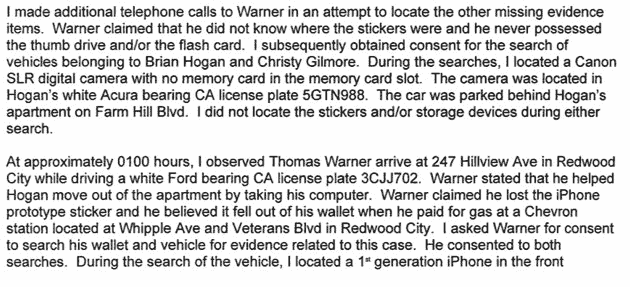 I made additional telephone calls to Warner in an attempt to locate the other missing evidence
items.  Warner claimed that he did not know where the stickers were and he never possessed
the thumb drive and/or the flash card.  I subsequently obtained consent for the search of
vehicles belonging to Brian Hogan and Christy Gilmore.  During the searches, I located a Canon
SLR digital camera with no memory card in the memory card slot.  The camera was located in
Hogan's white Acura bearing CA license plate 5GTN988.  The car was parked behind Hogan's
apartment on Farm Hill Blvd.  I did not locate the stickers and/or storage devices during either
search.
At approximately 0100 hours, I observed Thomas Warner arrive at 247 Hillview Ave in Redwood
City while driving a white Ford bearing CA license plate 3CJJ702.  Warner stated that he helped
Hogan move out of the apartment by taking his computer.  Warner claimed he lost the iPhone
prototype sticker and he believed it fell out of his wallet when he paid for gas at a Chevron
station located at Whipple Ave and Veterans Blvd in Redwood City.  I asked Warner for consent
to search his wallet and vehicle for evidence related to this case.  He consented to both
searches.  During the search of the vehicle, I located a 1st generation iPhone in the front